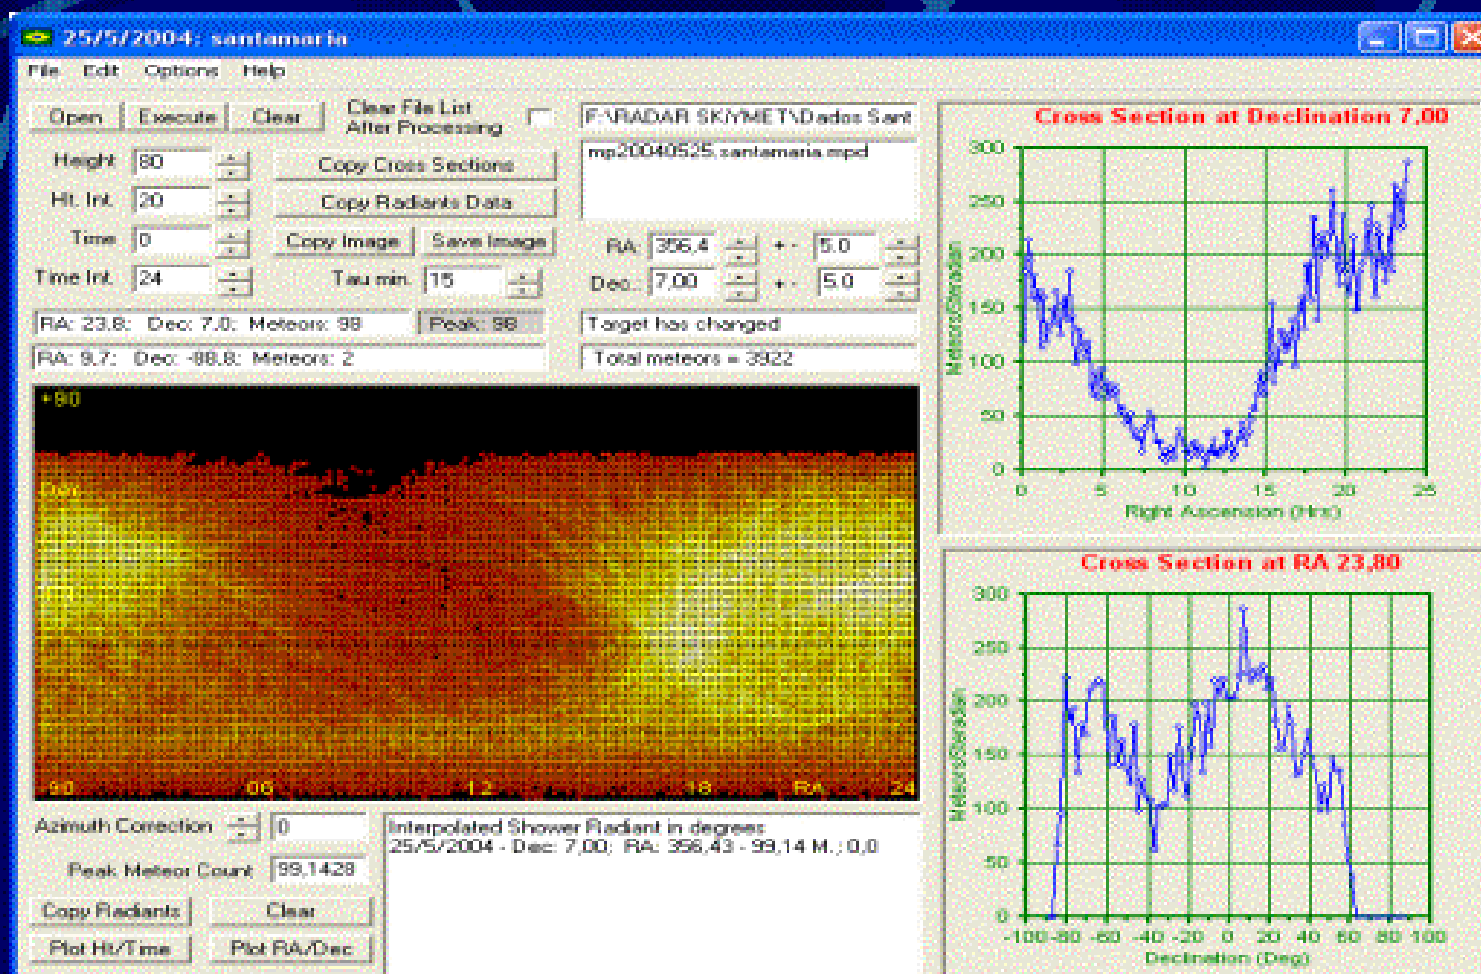 25/5/2004: santamaria
File Edit Options Help
Open Execute Clear Clear File List After Processing
F:\RADAR SKYMET\Dados Sant
mp20040525.santamaria.mpd
Height 80
Copy Cross Sections
Ht. Int. 20
Copy Radiants Data
Time 0
Copy Image Save Image
RA: 356,4 + - 5.0
Time Int. 24
Tau min. 15
Dec.: 7,00 + - 5.0
RA: 23,8; Dec: 7,0; Meteors: 98
Peak: 98
Target has changed
RA: 9,7; Dec: -88,8; Meteors: 2
Total meteors = 3922
+90
Dec
-90 06 12 18 RA 24
Azimuth Correction 0
Peak Meteor Count 99,1428
Copy Radiants Clear
Plot Ht/Time Plot RA/Dec
Interpolated Shower Radiant in degrees
25/5/2004 - Dec: 7,00; RA: 356,43 - 99,14 M.; 0,0
Cross Section at Declination 7,00
Meteors/Steradian
300
250
200
150
100
50
0
0 5 10 15 20 25
Right Ascension (Hrs)
Cross Section at RA 23,80
Meteors/Steradian
300
250
200
150
100
50
0
-100 -80 -60 -40 -20 0 20 40 60 80 100
Declination (Deg)